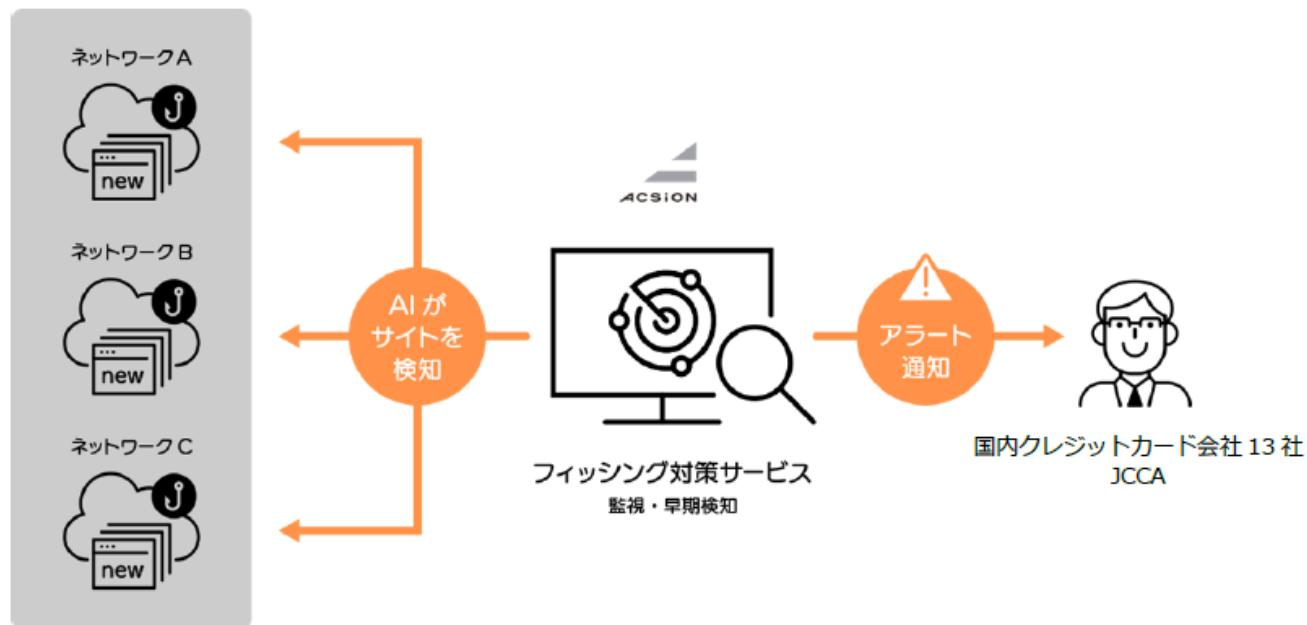 ネットワークA
new
ネットワークB
new
ネットワークC
new
AIが
サイトを
検知
ACSiON
フィッシング対策サービス
監視・早期検知
アラート
通知
国内クレジットカード会社 13 社
JCCA